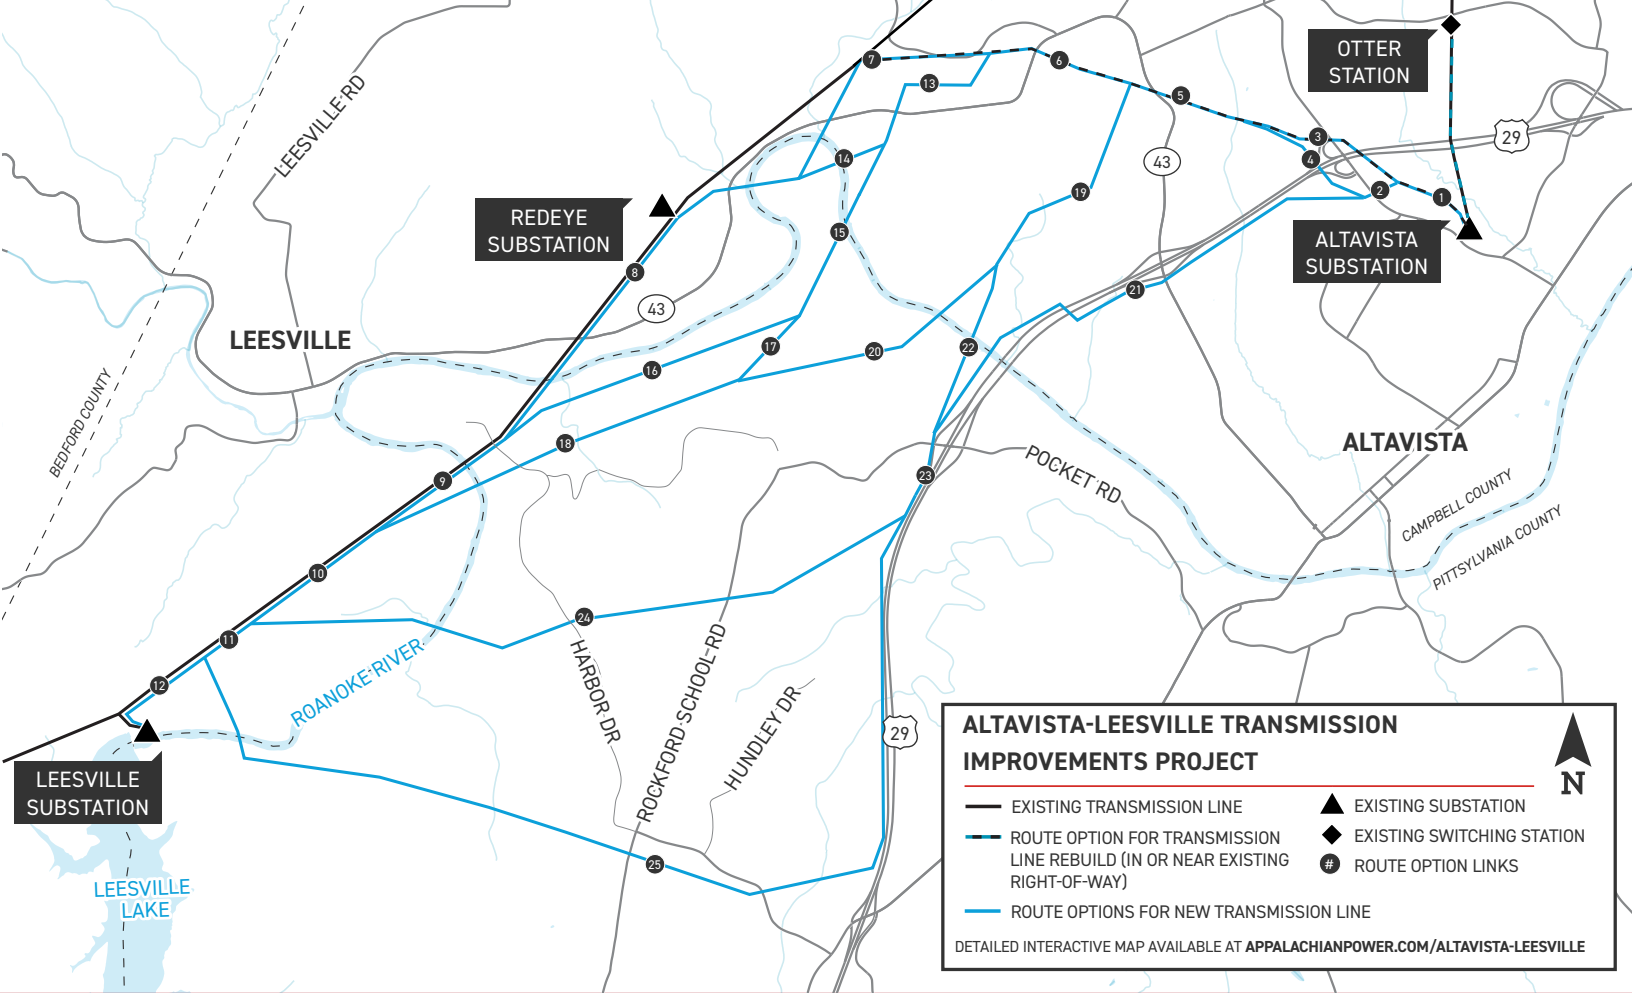 OTTER
STATION
LEESVILLE RD
7
6
13
5
3
4
29
14
43
2
1
19
REDEYE
SUBSTATION
15
ALTAVISTA
SUBSTATION
8
43
21
LEESVILLE
17
20
22
16
BEDFORD COUNTY
18
ALTAVISTA
9
23
POCKET RD
CAMPBELL COUNTY
PITTSYLVANIA COUNTY
10
24
11
HARBOR DR
ROCKFORD SCHOOL RD
ROANOKE RIVER
12
HUNDLEY DR
29
LEESVILLE
SUBSTATION
25
LEESVILLE
LAKE
ALTAVISTA-LEESVILLE TRANSMISSION
IMPROVEMENTS PROJECT
N
EXISTING TRANSMISSION LINE
ROUTE OPTION FOR TRANSMISSION
LINE REBUILD (IN OR NEAR EXISTING
RIGHT-OF-WAY)
ROUTE OPTIONS FOR NEW TRANSMISSION LINE
EXISTING SUBSTATION
EXISTING SWITCHING STATION
# ROUTE OPTION LINKS
DETAILED INTERACTIVE MAP AVAILABLE AT APPALACHIANPOWER.COM/ALTAVISTA-LEESVILLE